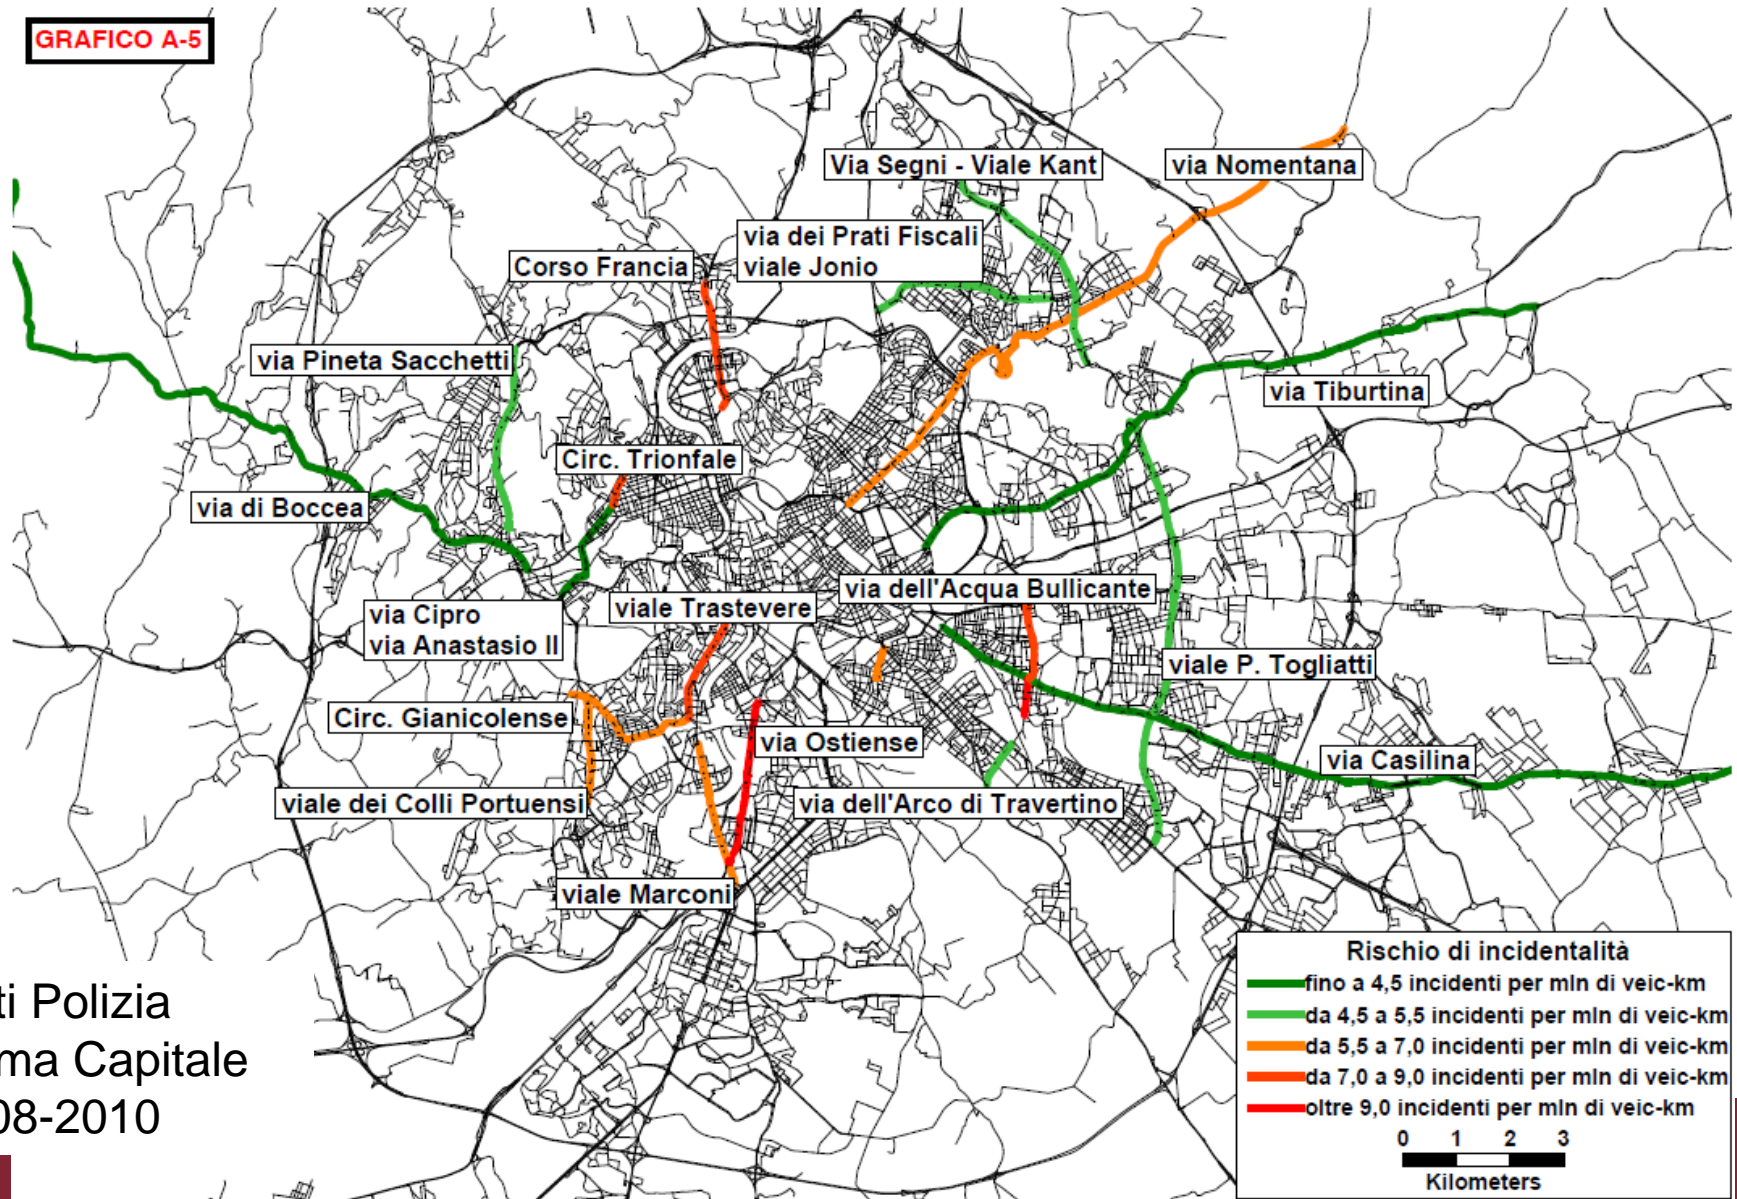 GRAFICO A-5
Via Segni - Viale Kant
via Nomentana
via dei Prati Fiscali
viale Jonio
Corso Francia
via Pineta Sacchetti
via Tiburtina
Circ. Trionfale
via di Boccea
via dell'Acqua Bullicante
via Cipro
via Anastasio II
viale Trastevere
viale P. Togliatti
Circ. Gianicolense
via Ostiense
via Casilina
viale dei Colli Portuensi
via dell'Arco di Travertino
viale Marconi
ti Polizia
ma Capitale
08-2010
Rischio di incidentalità
fino a 4,5 incidenti per mln di veic-km
da 4,5 a 5,5 incidenti per mln di veic-km
da 5,5 a 7,0 incidenti per mln di veic-km
da 7,0 a 9,0 incidenti per mln di veic-km
oltre 9,0 incidenti per mln di veic-km
0 1 2 3
Kilometers